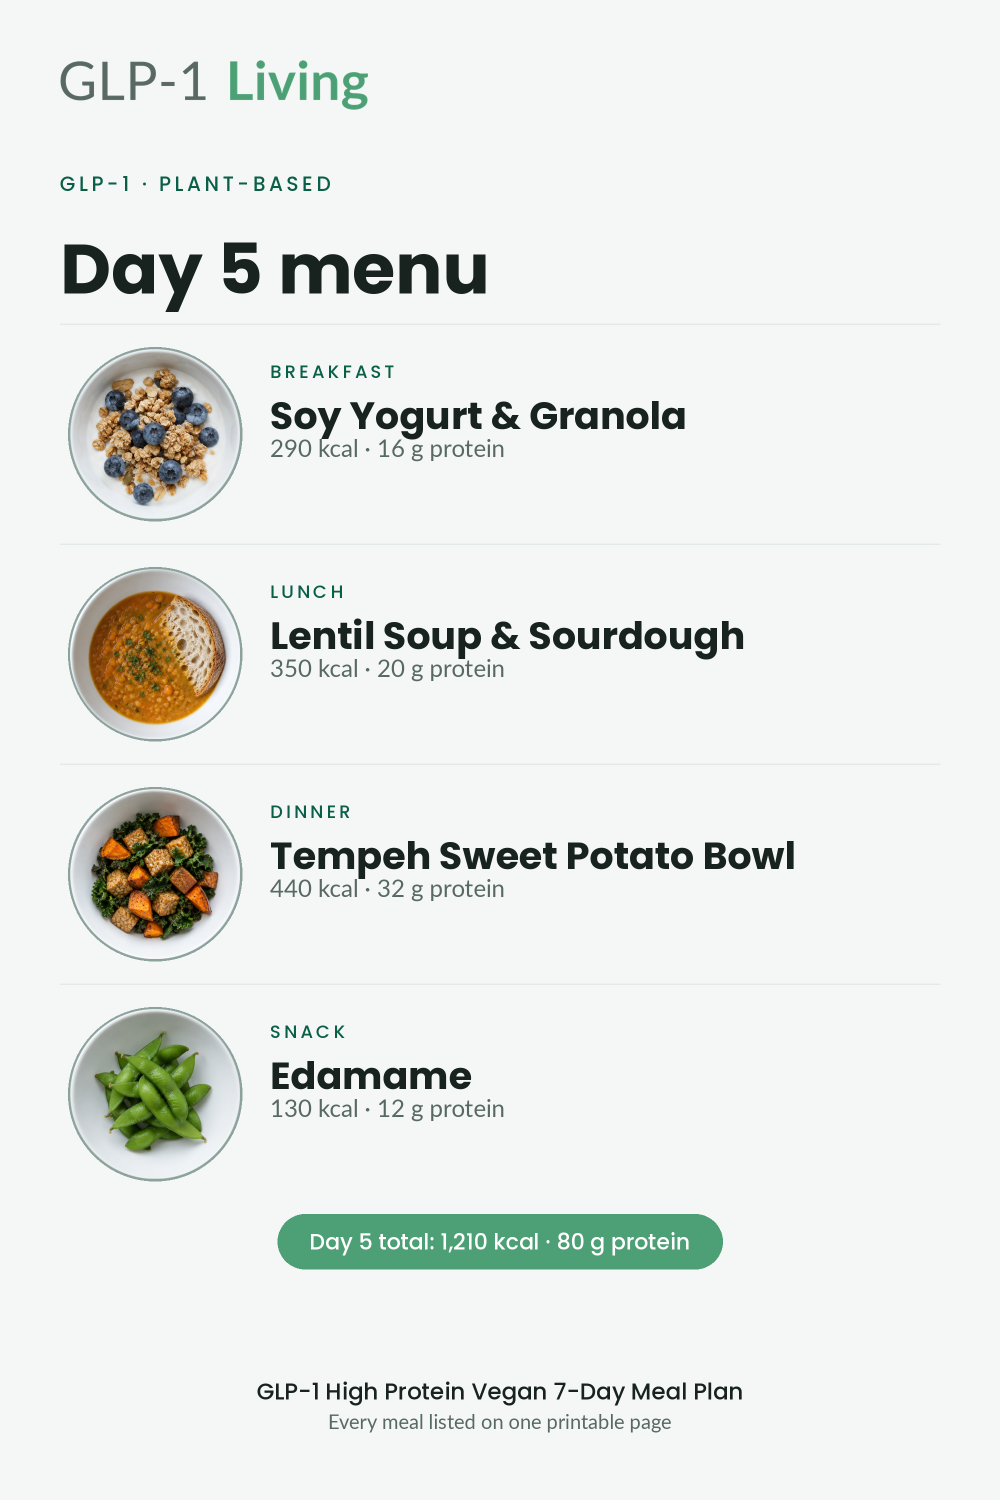 GLP-1 Living
GLP-1 · PLANT-BASED
Day 5 menu
BREAKFAST
Soy Yogurt & Granola
290 kcal · 16 g protein
LUNCH
Lentil Soup & Sourdough
350 kcal · 20 g protein
DINNER
Tempeh Sweet Potato Bowl
440 kcal · 32 g protein
SNACK
Edamame
130 kcal · 12 g protein
Day 5 total: 1,210 kcal · 80 g protein
GLP-1 High Protein Vegan 7-Day Meal Plan
Every meal listed on one printable page